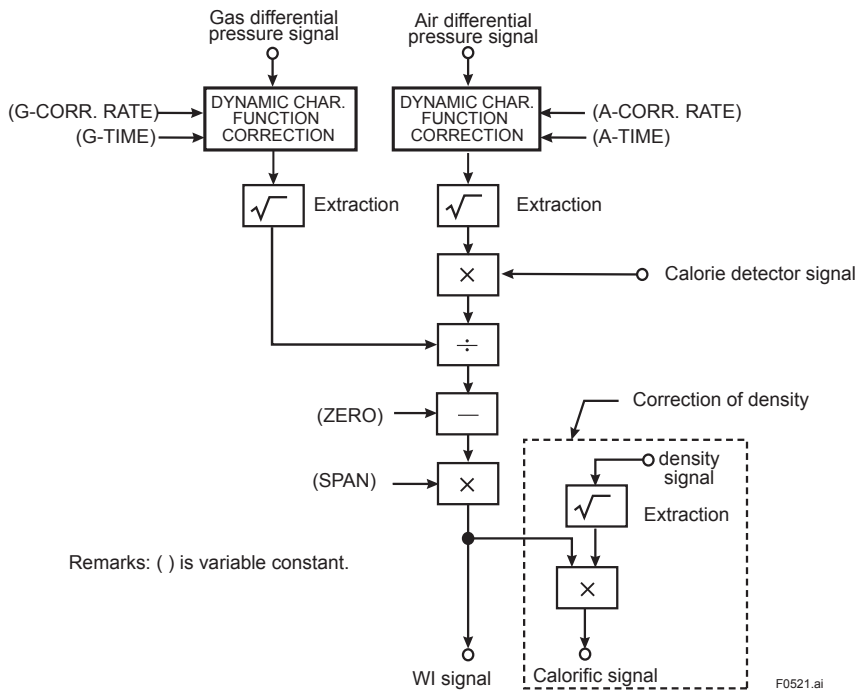 Gas differential
pressure signal
Air differential
pressure signal
(G-CORR. RATE)
(G-TIME)
DYNAMIC CHAR.
FUNCTION
CORRECTION
DYNAMIC CHAR.
FUNCTION
CORRECTION
(A-CORR. RATE)
(A-TIME)
√
Extraction
√
Extraction
×
Calorie detector signal
÷
(ZERO)
—
Correction of density
(SPAN)
×
density
signal
√
Extraction
Remarks: ( ) is variable constant.
×
WI signal
Calorific signal
F0521.ai